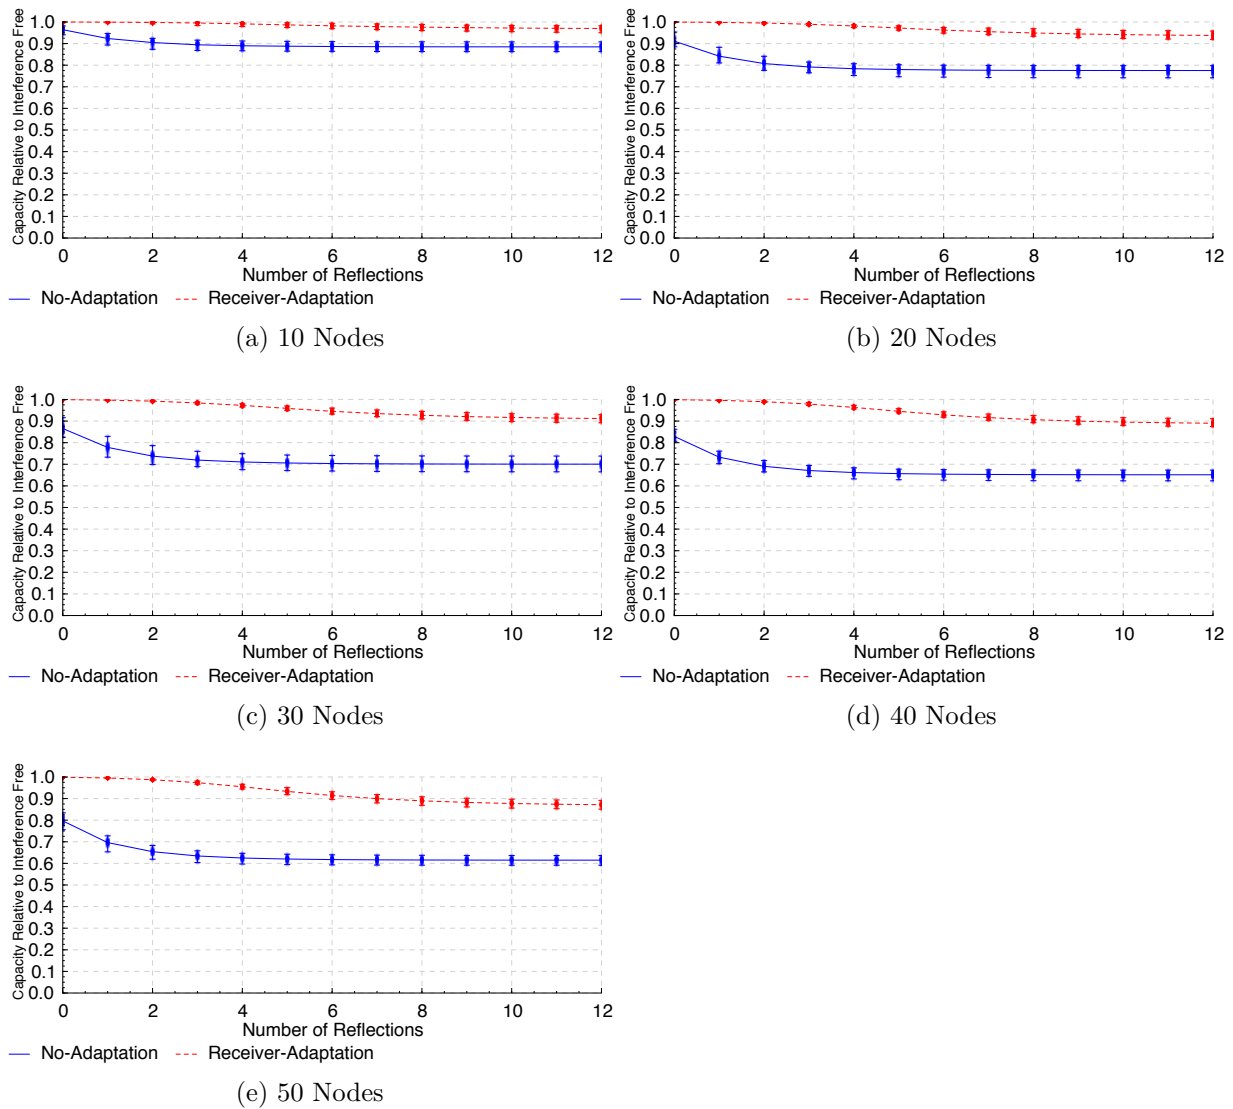 Capacity Relative to Interference Free
1.0
0.9
0.8
0.7
0.6
0.5
0.4
0.3
0.2
0.1
0.0
0 2 4 6 8 10 12
Number of Reflections
No-Adaptation Receiver-Adaptation
(a) 10 Nodes
Capacity Relative to Interference Free
1.0
0.9
0.8
0.7
0.6
0.5
0.4
0.3
0.2
0.1
0.0
0 2 4 6 8 10 12
Number of Reflections
No-Adaptation Receiver-Adaptation
(b) 20 Nodes
Capacity Relative to Interference Free
1.0
0.9
0.8
0.7
0.6
0.5
0.4
0.3
0.2
0.1
0.0
0 2 4 6 8 10 12
Number of Reflections
No-Adaptation Receiver-Adaptation
(c) 30 Nodes
Capacity Relative to Interference Free
1.0
0.9
0.8
0.7
0.6
0.5
0.4
0.3
0.2
0.1
0.0
0 2 4 6 8 10 12
Number of Reflections
No-Adaptation Receiver-Adaptation
(d) 40 Nodes
Capacity Relative to Interference Free
1.0
0.9
0.8
0.7
0.6
0.5
0.4
0.3
0.2
0.1
0.0
0 2 4 6 8 10 12
Number of Reflections
No-Adaptation Receiver-Adaptation
(e) 50 Nodes